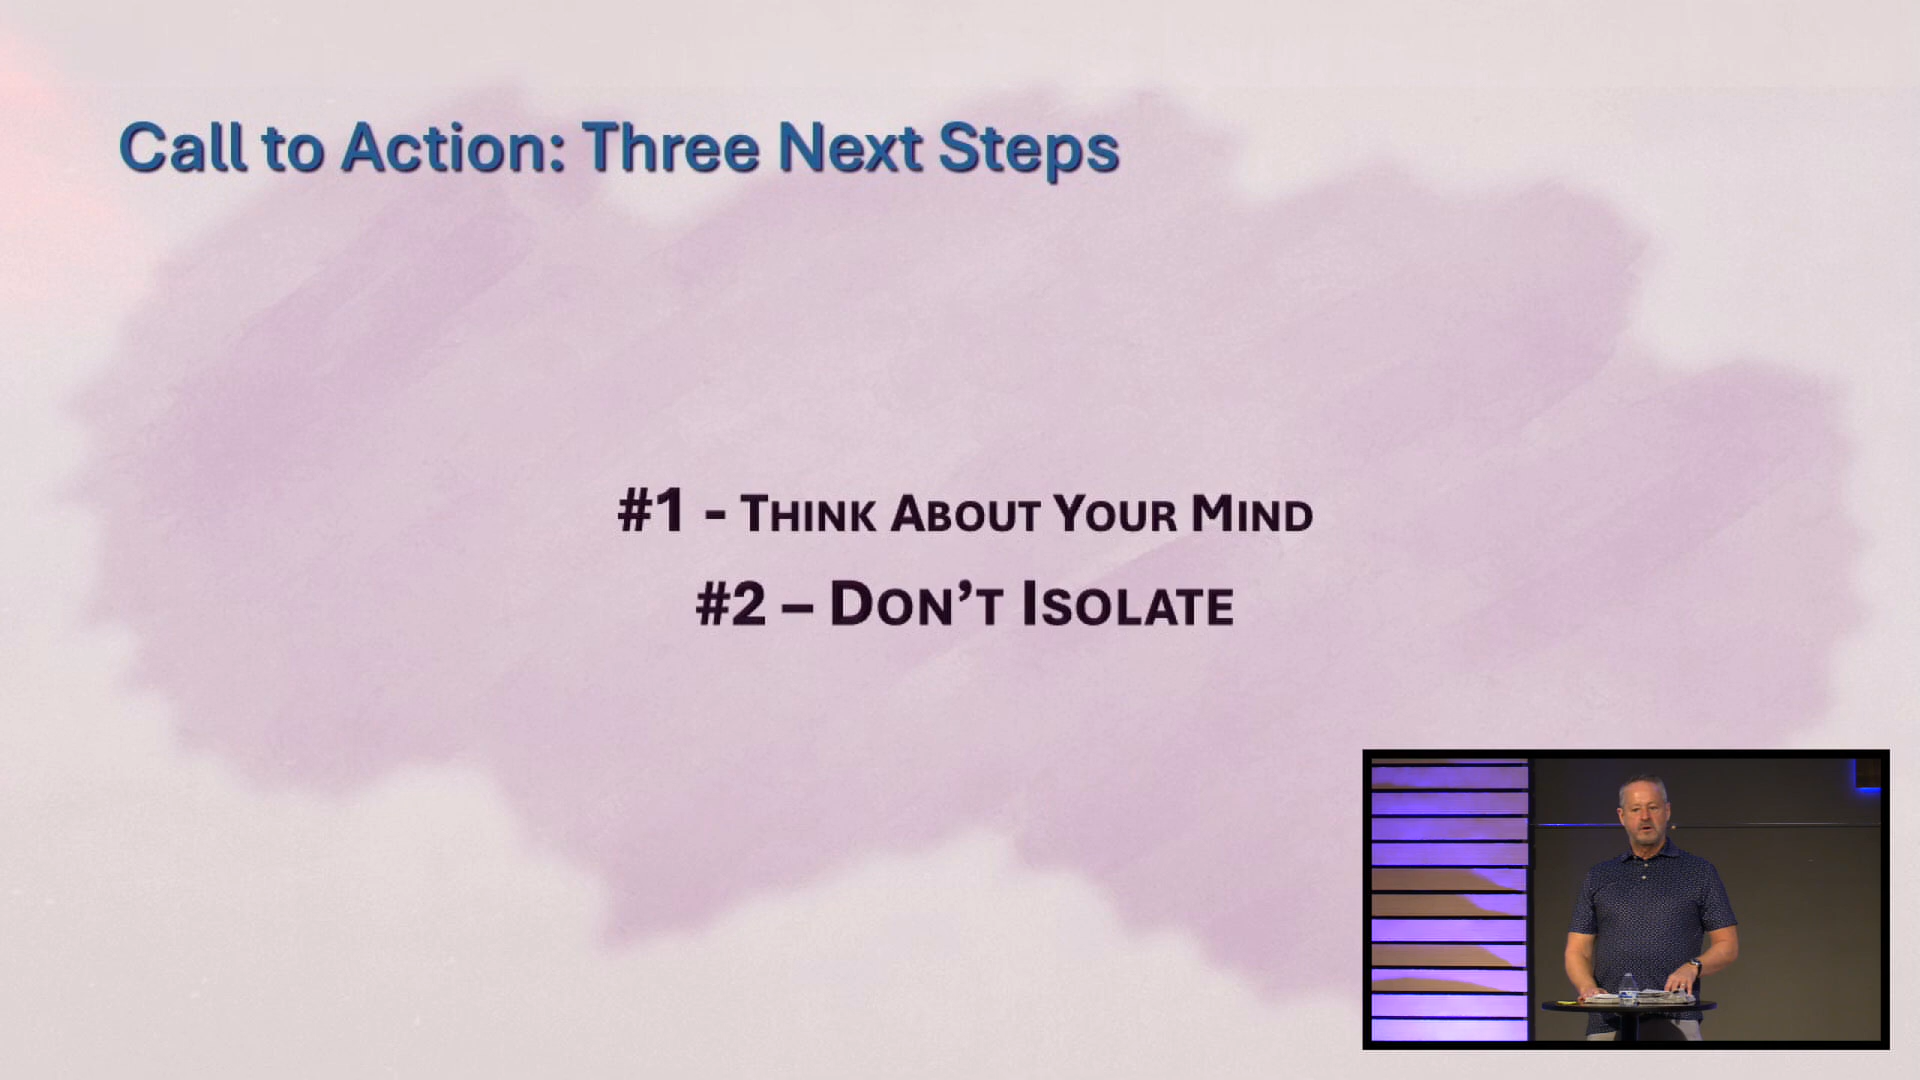 Call to Action: Three Next Steps
#1 - Think About Your Mind
#2 – Don’t Isolate